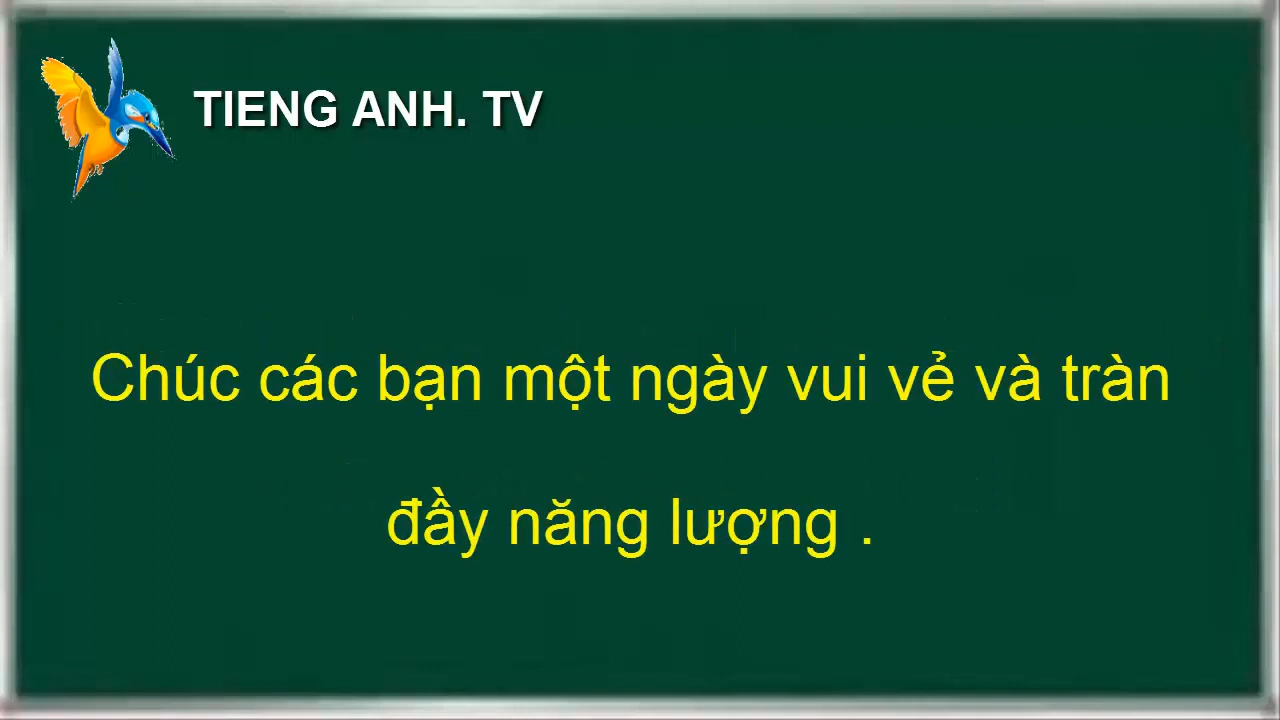 TIENG ANH. TV
Chúc các bạn một ngày vui vẻ và tràn
đầy năng lượng .